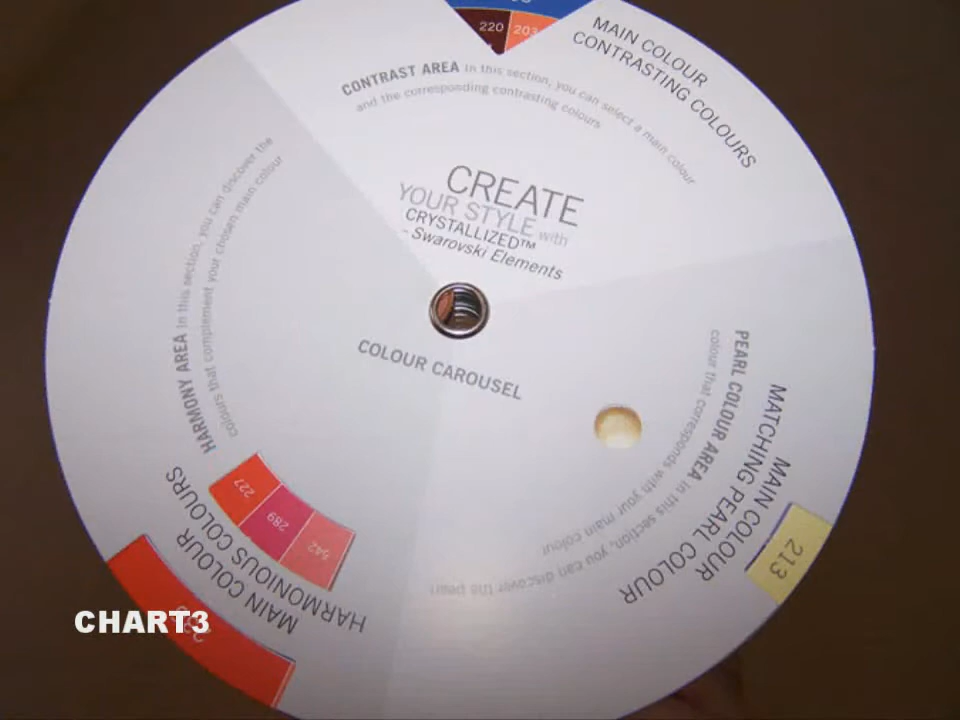 220 203
MAIN COLOUR
CONTRASTING COLOURS
CONTRAST AREA In this section, you can select a main colour
and the corresponding contrasting colours
CREATE
YOUR STYLE with
CRYSTALLIZED™
- Swarovski Elements
COLOUR CAROUSEL
HARMONY AREA In this section, you can discover the
colours that complement your chosen main colour
227 289 542
HARMONIOUS COLOURS
MAIN COLOUR
PEARL COLOUR AREA In this section, you can discover the pearl
colour that corresponds with your main colour
MATCHING PEARL COLOUR
MAIN COLOUR
213
CHART3